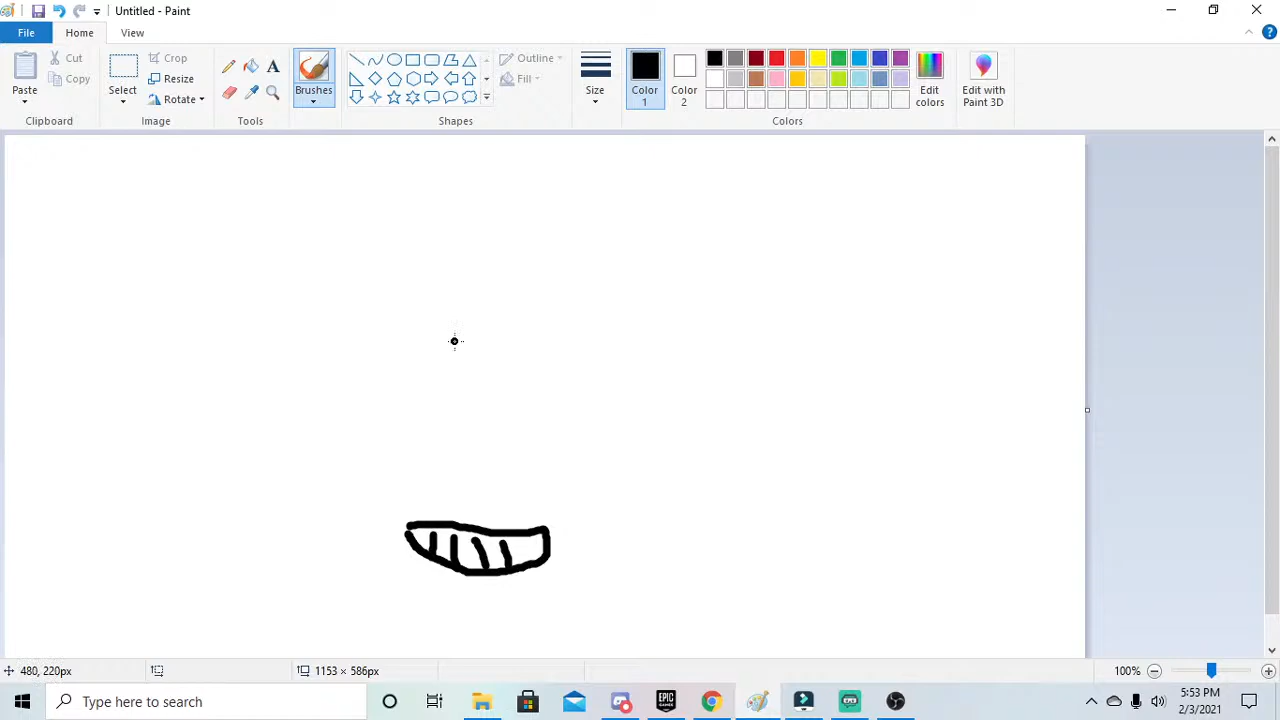 Untitled - Paint
File Home View
Paste
Cut
Copy
Clipboard
Select
Crop
Resize
Rotate
Image
A
Tools
Brushes
Outline
Fill
Shapes
Size
Color 1
Color 2
Edit colors
Colors
Edit with Paint 3D
480, 220px
1153 × 586px
100%
Type here to search
EPIC GAMES
5:53 PM
2/3/2021